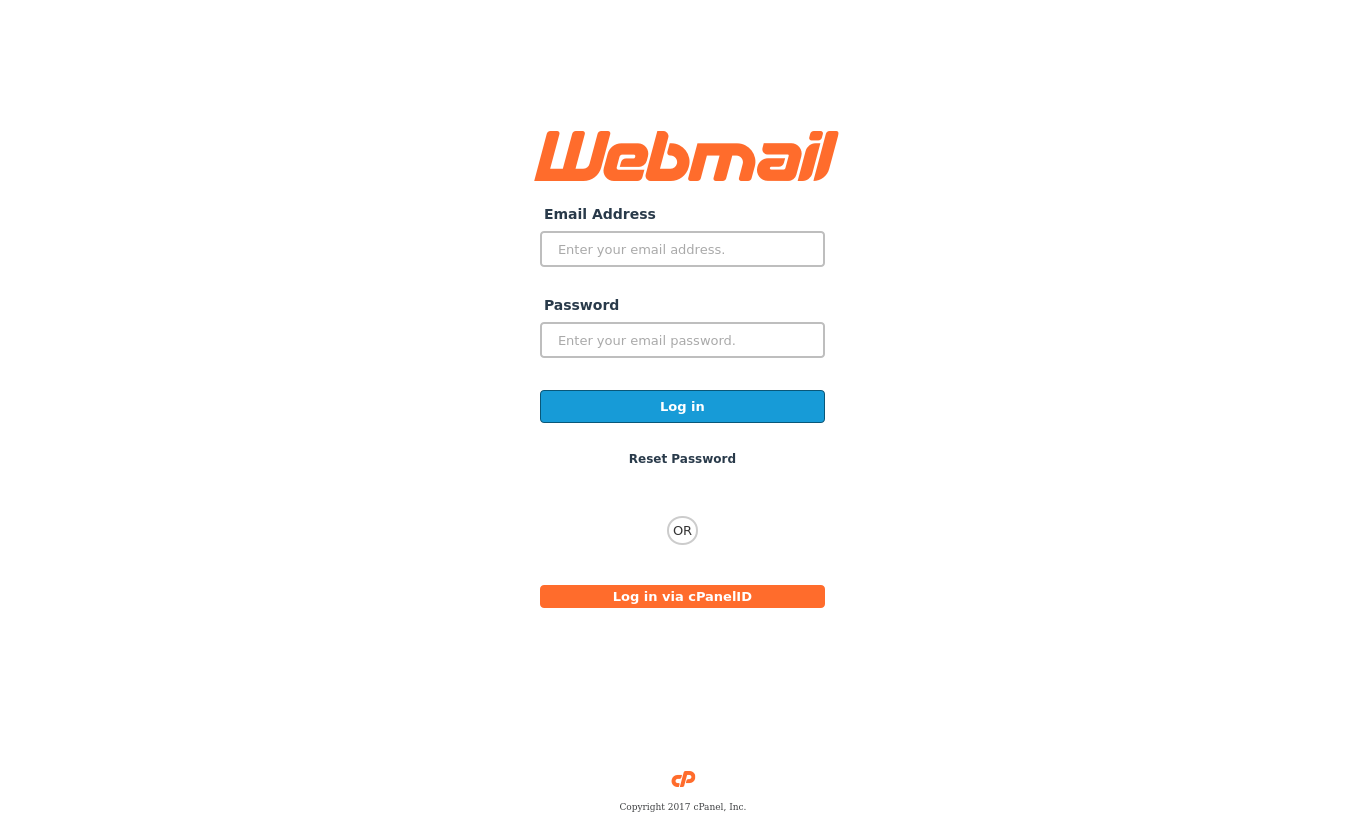 Webmail
Email Address
Enter your email address.
Password
Enter your email password.
Log in
Reset Password
OR
Log in via cPanelID
cP
Copyright 2017 cPanel, Inc.